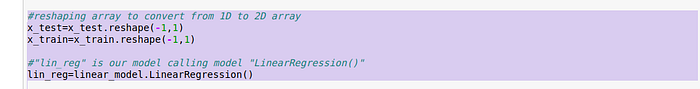 #reshaping array to convert from 1D to 2D array
x_test=x_test.reshape(-1,1)
x_train=x_train.reshape(-1,1)
#"lin_reg" is our model calling model "LinearRegression()"
lin_reg=linear_model.LinearRegression()